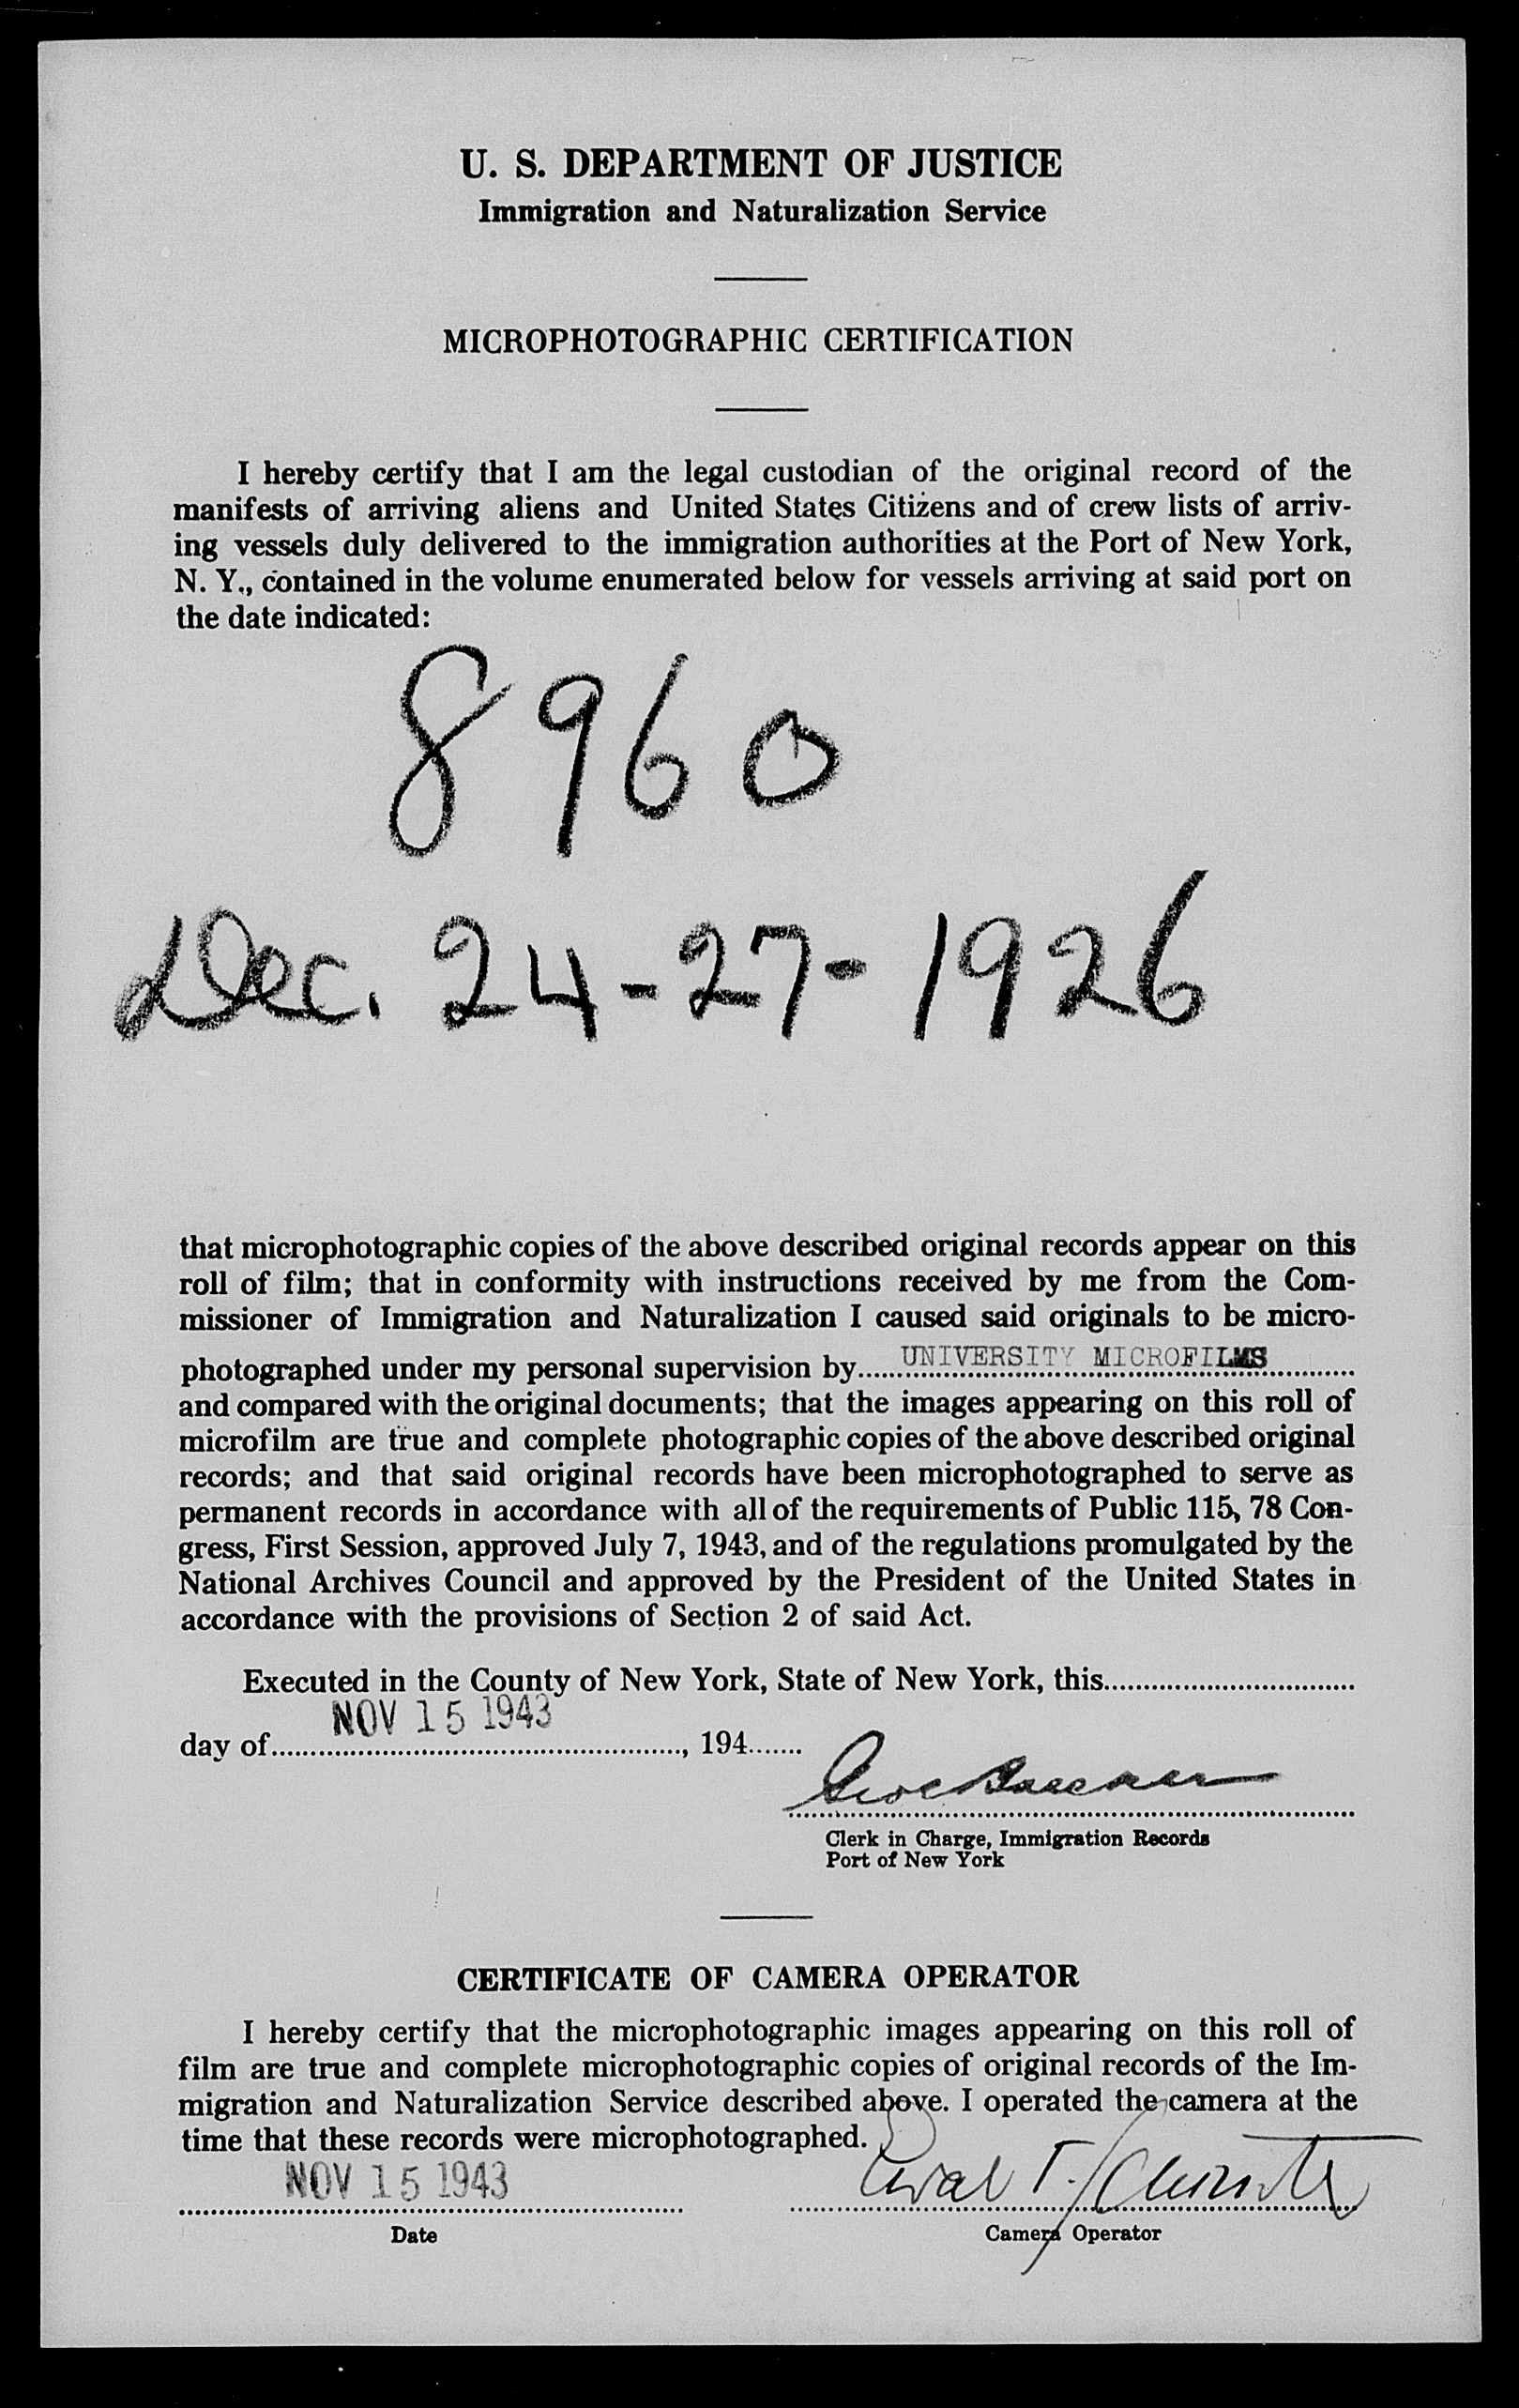 U. S. DEPARTMENT OF JUSTICE
Immigration and Naturalization Service
MICROPHOTOGRAPHIC CERTIFICATION
I hereby certify that I am the legal custodian of the original record of the
manifests of arriving aliens and United States Citizens and of crew lists of arriv-
ing vessels duly delivered to the immigration authorities at the Port of New York,
N. Y., contained in the volume enumerated below for vessels arriving at said port on
the date indicated:
8960
Dec. 24-27-1926
that microphotographic copies of the above described original records appear on this
roll of film; that in conformity with instructions received by me from the Com-
missioner of Immigration and Naturalization I caused said originals to be micro-
photographed under my personal supervision by UNIVERSITY MICROFILMS
and compared with the original documents; that the images appearing on this roll of
microfilm are true and complete photographic copies of the above described original
records; and that said original records have been microphotographed to serve as
permanent records in accordance with all of the requirements of Public 115, 78 Con-
gress, First Session, approved July 7, 1943, and of the regulations promulgated by the
National Archives Council and approved by the President of the United States in
accordance with the provisions of Section 2 of said Act.
Executed in the County of New York, State of New York, this
NOV 15 1943
day of , 194
Clerk in Charge, Immigration Records
Port of New York
CERTIFICATE OF CAMERA OPERATOR
I hereby certify that the microphotographic images appearing on this roll of
film are true and complete microphotographic copies of original records of the Im-
migration and Naturalization Service described above. I operated the camera at the
time that these records were microphotographed.
NOV 15 1943
Date
Camera Operator